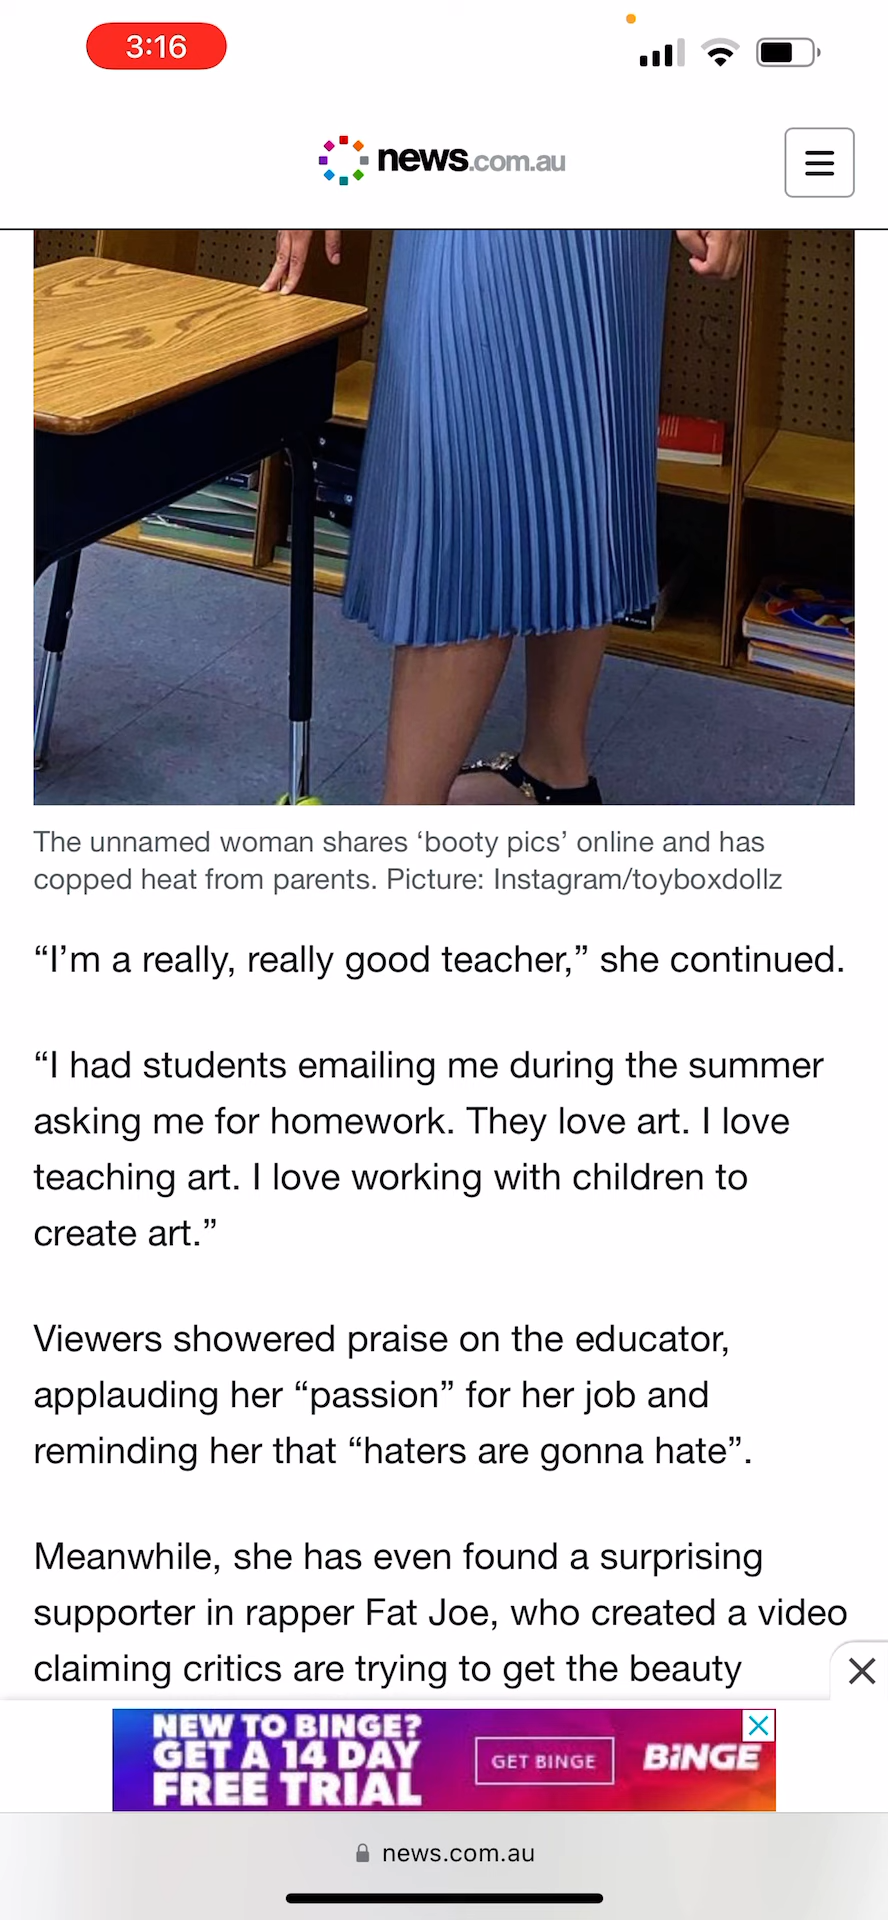 3:16
news.com.au
The unnamed woman shares ‘booty pics’ online and has
copped heat from parents. Picture: Instagram/toyboxdollz
“I’m a really, really good teacher,” she continued.
“I had students emailing me during the summer
asking me for homework. They love art. I love
teaching art. I love working with children to
create art.”
Viewers showered praise on the educator,
applauding her “passion” for her job and
reminding her that “haters are gonna hate”.
Meanwhile, she has even found a surprising
supporter in rapper Fat Joe, who created a video
claiming critics are trying to get the beauty
NEW TO BINGE?
GET A 14 DAY
FREE TRIAL
GET BINGE
BiNGE
news.com.au